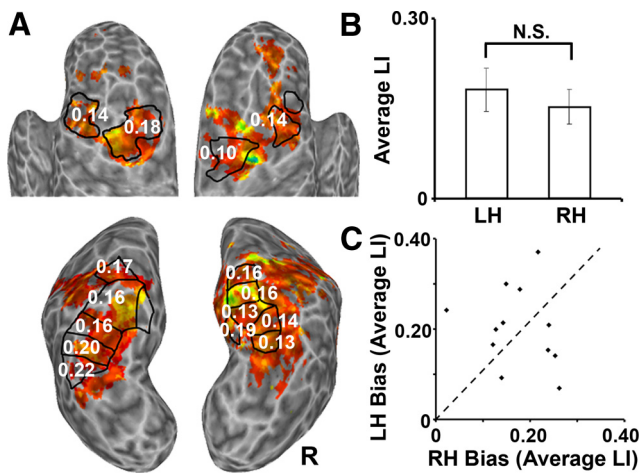 A
0.14
0.18
0.14
0.10
0.17
0.16
0.16
0.20
0.22
0.16
0.16
0.13
0.14
0.19
0.13
R
B
Average LI
0.30
0
N.S.
LH
RH
C
LH Bias (Average LI)
0.40
0.20
0
0
0.20
0.40
RH Bias (Average LI)